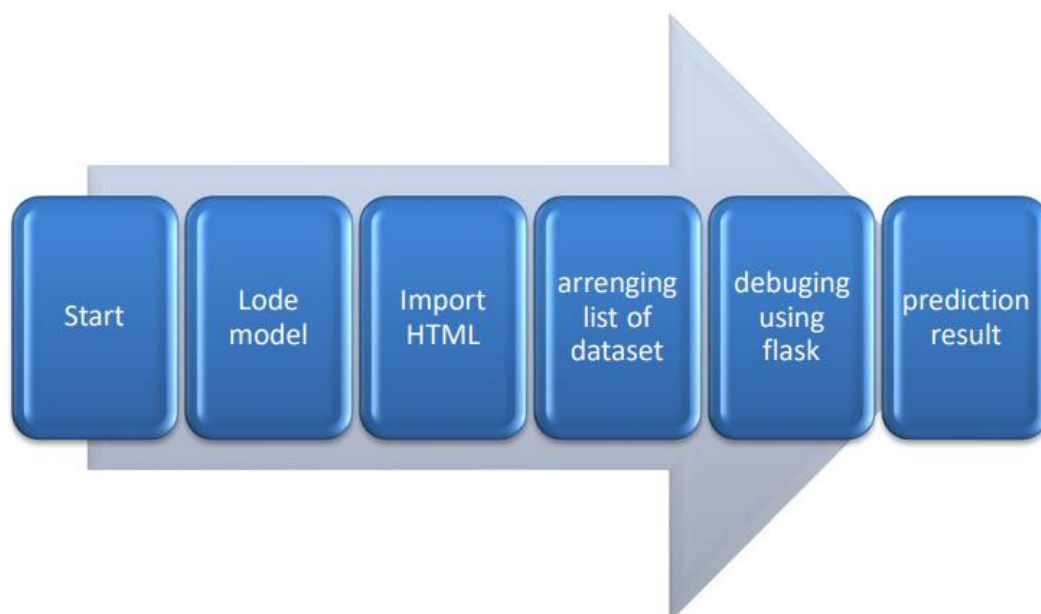 Start
Lode
model
Import
HTML
arrenging
list of
dataset
debuging
using
flask
prediction
result